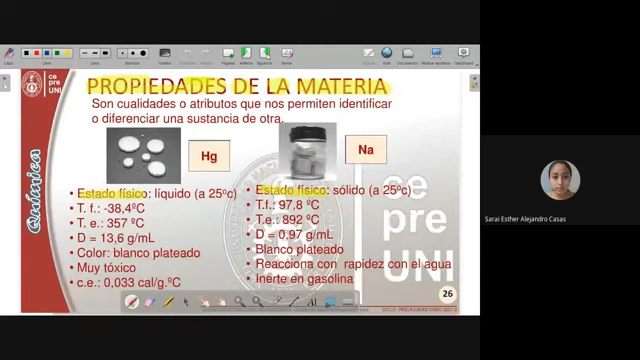 PROPIEDADES DE LA MATERIA
Son cualidades o atributos que nos permiten identificar
o diferenciar una sustancia de otra.
Hg
Na
• Estado físico: líquido (a 25ºc)
• T. f.: -38,4ºC
• T. e.: 357 ºC
• D = 13,6 g/mL
• Color: blanco plateado
• Muy tóxico
• c.e.: 0,033 cal/g.ºC
• Estado físico: sólido (a 25ºc)
• T.f.: 97,8 ºC
• T.e.: 892 ºC
• D = 0,97 g/mL
• Blanco plateado
• Reacciona con rapidez con el agua
• Inerte en gasolina
26
ce
pre
UNI
Química
ce
pre
UNI
Sarai Esther Alejandro Casas